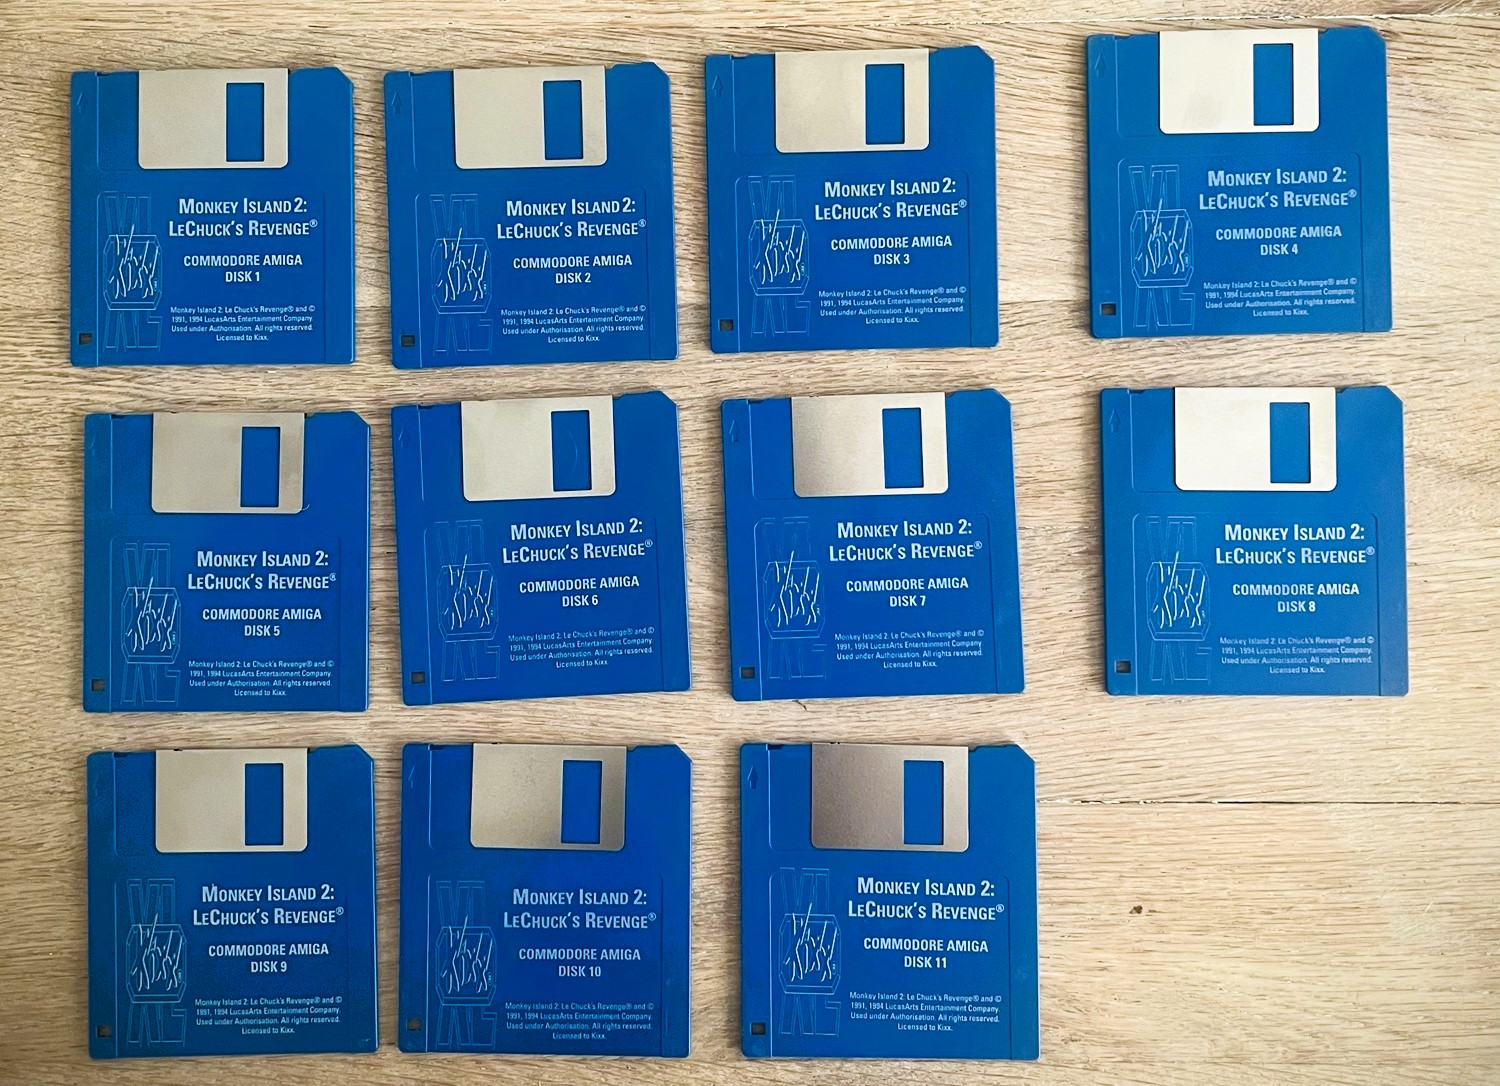 MONKEY ISLAND 2:
LECHUCK'S REVENGE®
COMMODORE AMIGA
DISK 1
Monkey Island 2: Le Chuck's Revenge® and ©
1991, 1994 LucasArts Entertainment Company.
Used under Authorisation. All rights reserved.
Licensed to Kixx.
MONKEY ISLAND 2:
LECHUCK'S REVENGE®
COMMODORE AMIGA
DISK 2
Monkey Island 2: Le Chuck's Revenge® and ©
1991, 1994 LucasArts Entertainment Company.
Used under Authorisation. All rights reserved.
Licensed to Kixx.
MONKEY ISLAND 2:
LECHUCK'S REVENGE®
COMMODORE AMIGA
DISK 3
Monkey Island 2: Le Chuck's Revenge® and ©
1991, 1994 LucasArts Entertainment Company.
Used under Authorisation. All rights reserved.
Licensed to Kixx.
MONKEY ISLAND 2:
LECHUCK'S REVENGE®
COMMODORE AMIGA
DISK 4
Monkey Island 2: Le Chuck's Revenge® and ©
1991, 1994 LucasArts Entertainment Company.
Used under Authorisation. All rights reserved.
Licensed to Kixx.
MONKEY ISLAND 2:
LECHUCK'S REVENGE®
COMMODORE AMIGA
DISK 5
Monkey Island 2: Le Chuck's Revenge® and ©
1991, 1994 LucasArts Entertainment Company.
Used under Authorisation. All rights reserved.
Licensed to Kixx.
MONKEY ISLAND 2:
LECHUCK'S REVENGE®
COMMODORE AMIGA
DISK 6
Monkey Island 2: Le Chuck's Revenge® and ©
1991, 1994 LucasArts Entertainment Company.
Used under Authorisation. All rights reserved.
Licensed to Kixx.
MONKEY ISLAND 2:
LECHUCK'S REVENGE®
COMMODORE AMIGA
DISK 7
Monkey Island 2: Le Chuck's Revenge® and ©
1991, 1994 LucasArts Entertainment Company.
Used under Authorisation. All rights reserved.
Licensed to Kixx.
MONKEY ISLAND 2:
LECHUCK'S REVENGE®
COMMODORE AMIGA
DISK 8
Monkey Island 2: Le Chuck's Revenge® and ©
1991, 1994 LucasArts Entertainment Company.
Used under Authorisation. All rights reserved.
Licensed to Kixx.
MONKEY ISLAND 2:
LECHUCK'S REVENGE®
COMMODORE AMIGA
DISK 9
Monkey Island 2: Le Chuck's Revenge® and ©
1991, 1994 LucasArts Entertainment Company.
Used under Authorisation. All rights reserved.
Licensed to Kixx.
MONKEY ISLAND 2:
LECHUCK'S REVENGE®
COMMODORE AMIGA
DISK 10
Monkey Island 2: Le Chuck's Revenge® and ©
1991, 1994 LucasArts Entertainment Company.
Used under Authorisation. All rights reserved.
Licensed to Kixx.
MONKEY ISLAND 2:
LECHUCK'S REVENGE®
COMMODORE AMIGA
DISK 11
Monkey Island 2: Le Chuck's Revenge® and ©
1991, 1994 LucasArts Entertainment Company.
Used under Authorisation. All rights reserved.
Licensed to Kixx.